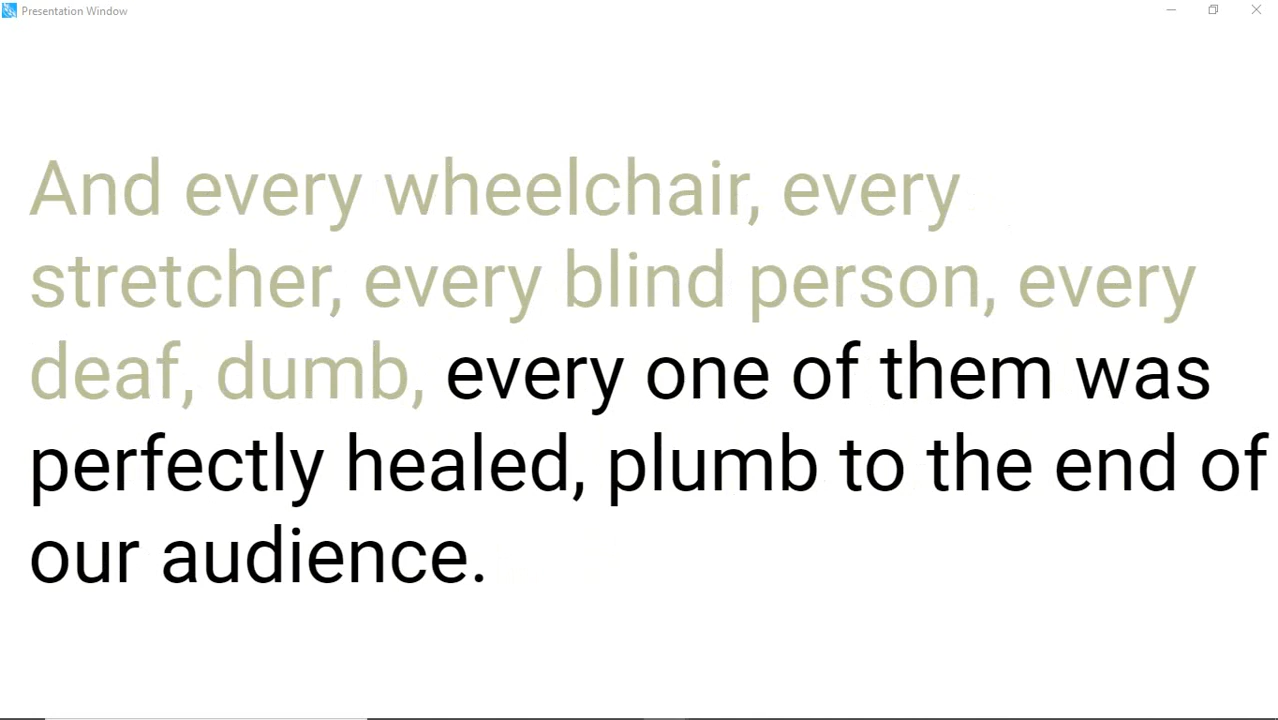 Presentation Window
And every wheelchair, every
stretcher, every blind person, every
deaf, dumb, every one of them was
perfectly healed, plumb to the end of
our audience.